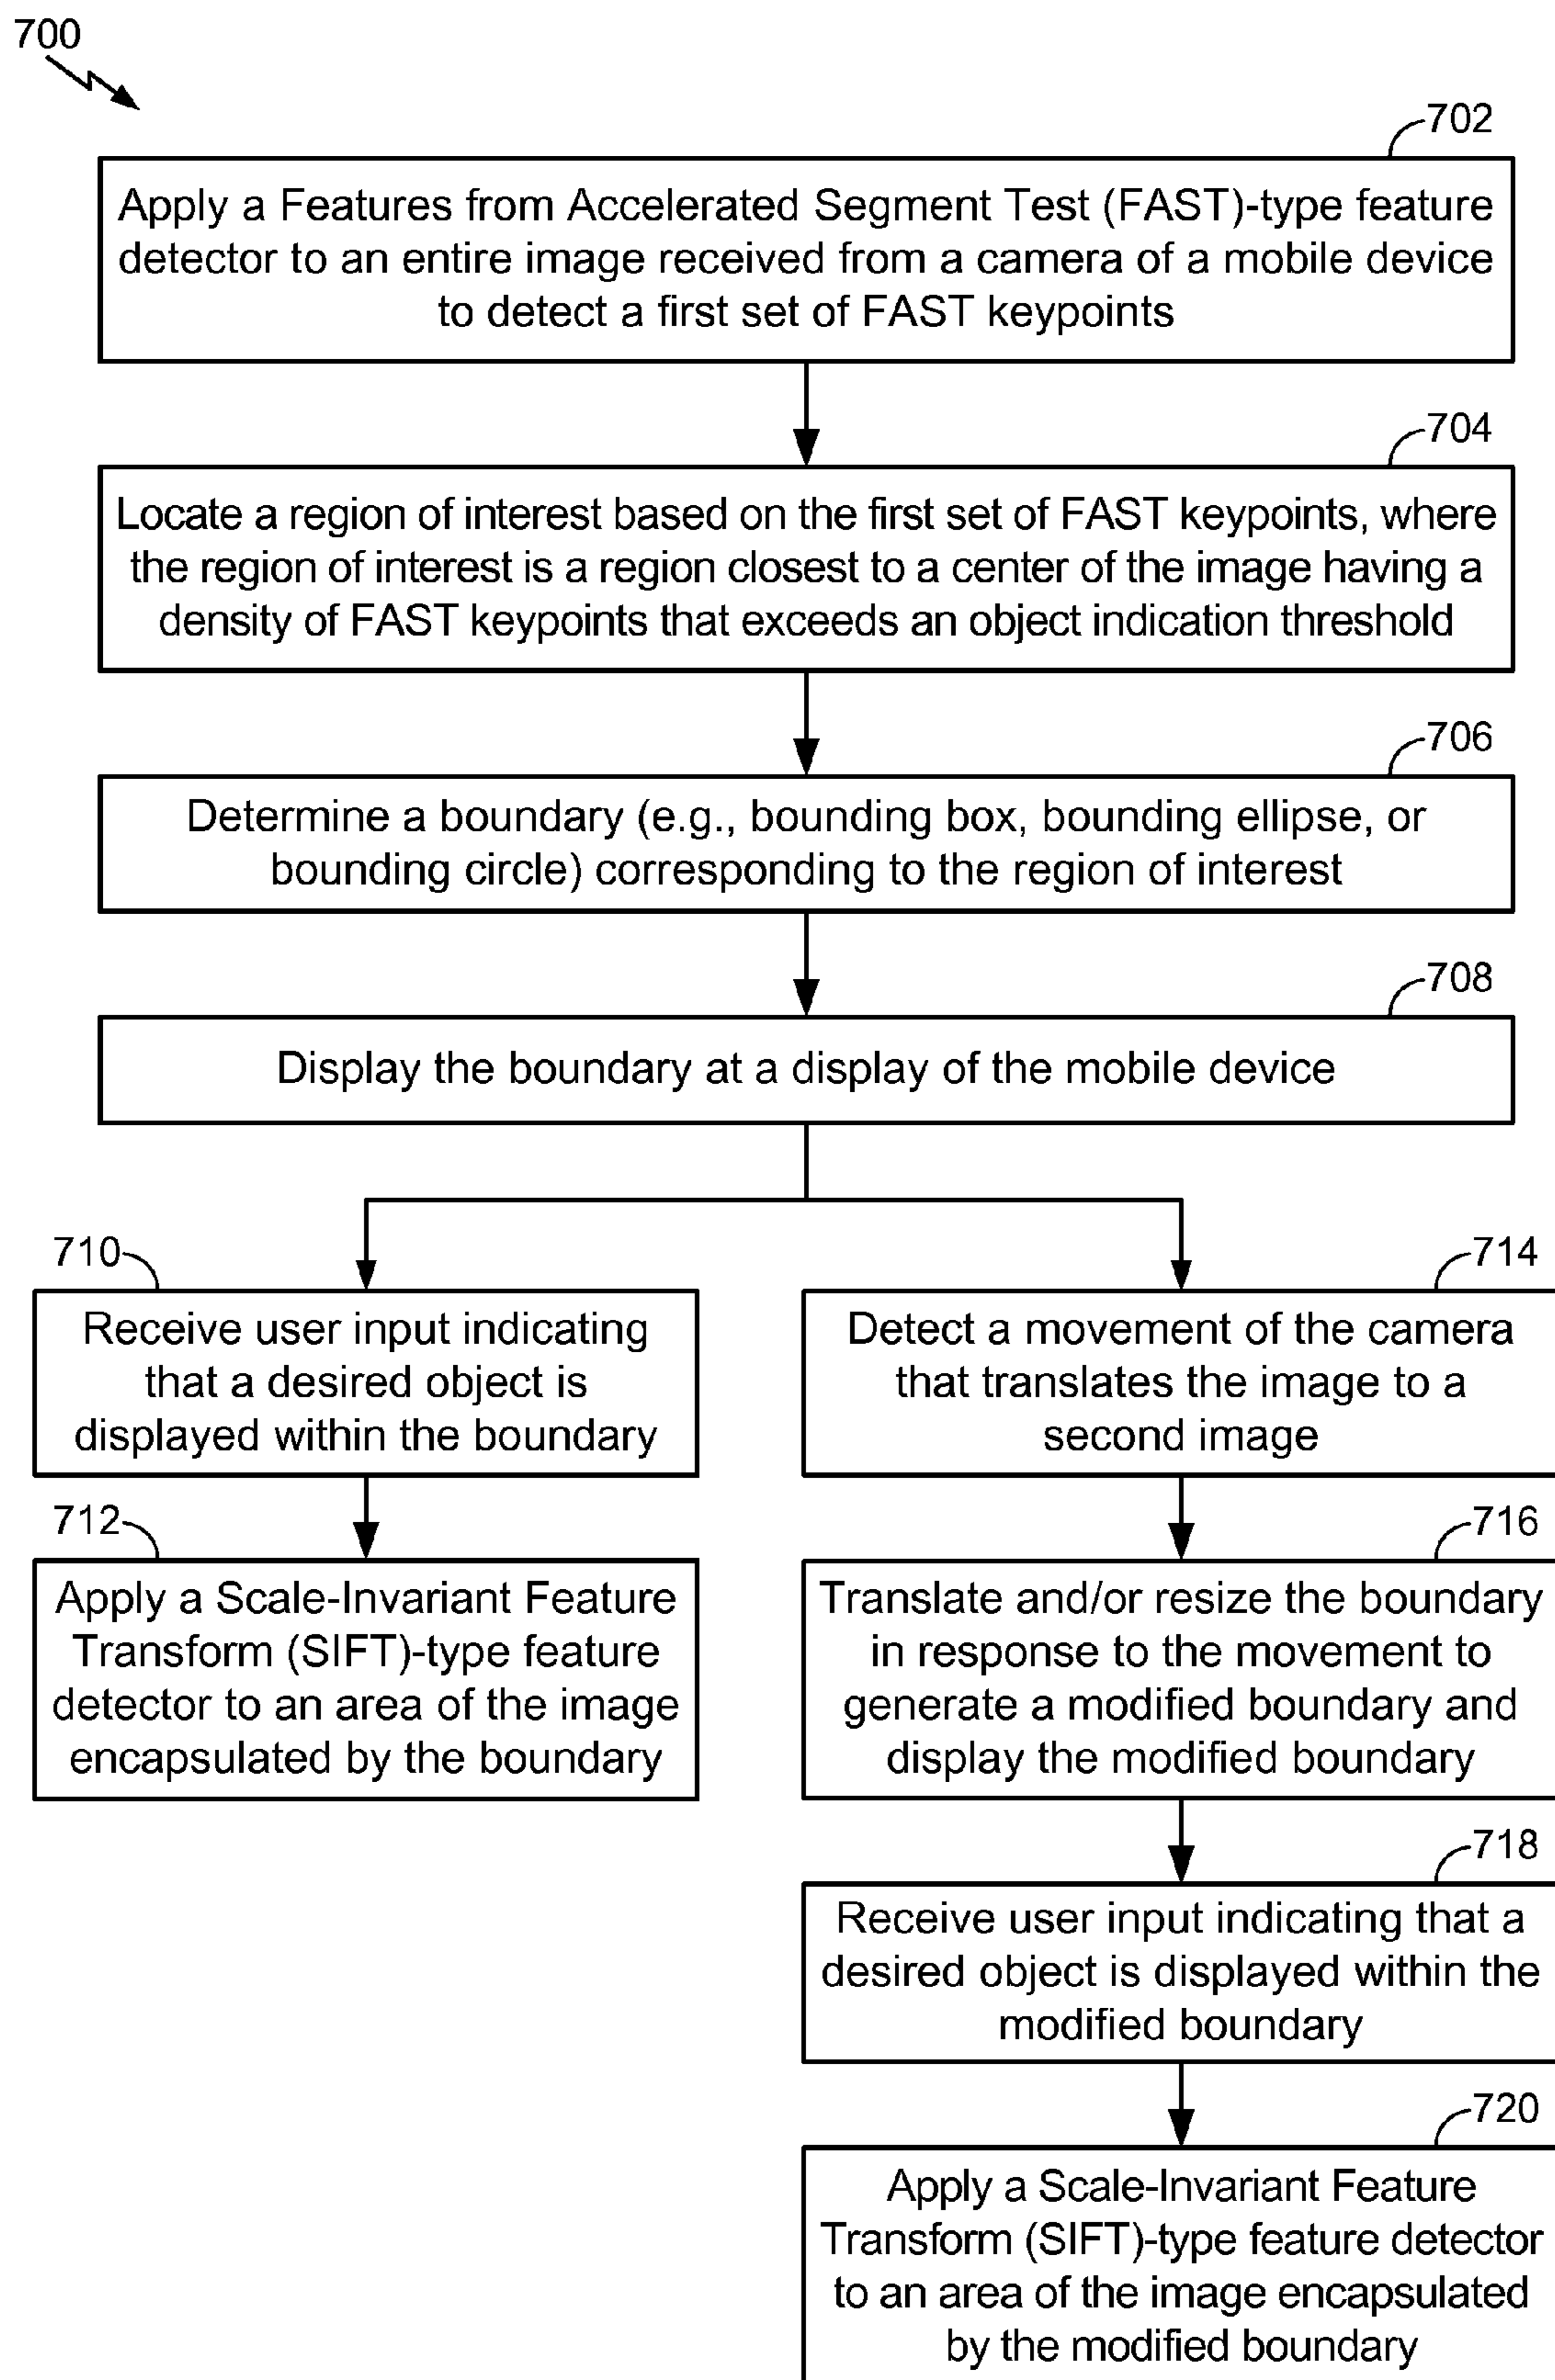 700
702
Apply a Features from Accelerated Segment Test (FAST)-type feature
detector to an entire image received from a camera of a mobile device
to detect a first set of FAST keypoints
704
Locate a region of interest based on the first set of FAST keypoints, where
the region of interest is a region closest to a center of the image having a
density of FAST keypoints that exceeds an object indication threshold
706
Determine a boundary (e.g., bounding box, bounding ellipse, or
bounding circle) corresponding to the region of interest
708
Display the boundary at a display of the mobile device
710
Receive user input indicating
that a desired object is
displayed within the boundary
712
Apply a Scale-Invariant Feature
Transform (SIFT)-type feature
detector to an area of the image
encapsulated by the boundary
714
Detect a movement of the camera
that translates the image to a
second image
716
Translate and/or resize the boundary
in response to the movement to
generate a modified boundary and
display the modified boundary
718
Receive user input indicating that a
desired object is displayed within the
modified boundary
720
Apply a Scale-Invariant Feature
Transform (SIFT)-type feature detector
to an area of the image encapsulated
by the modified boundary